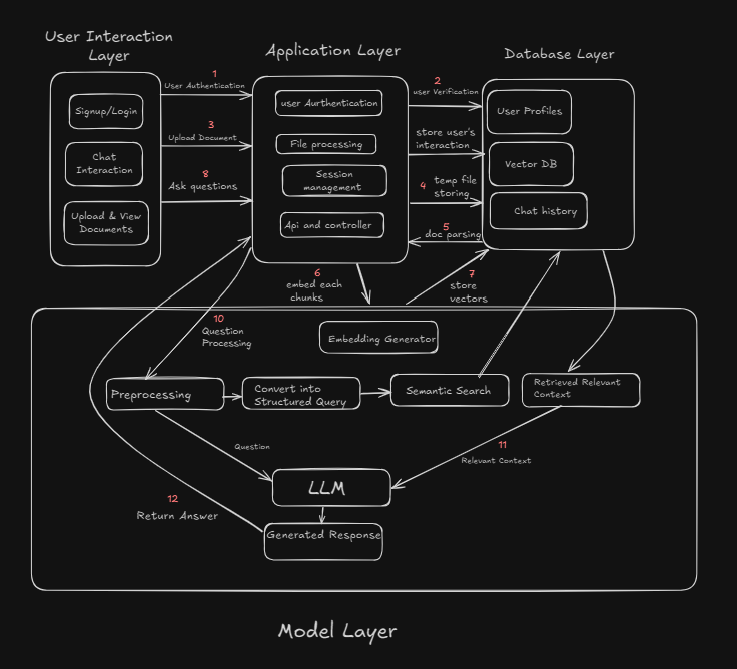 User Interaction
Layer
Application Layer
Database Layer
1
User Authentication
2
user Verification
Signup/Login
user Aurthentication
User Profiles
3
Upload Document
File processing
store user's
interaction
Chat
Interaction
Vector DB
8
Ask questions
Session
management
4
temp file
storing
Upload & View
Documents
Api and controller
Chat history
5
doc parsing
6
embed each
chunks
7
store
vectors
10
Question
Processing
Embedding Generator
Preprocessing
Convert into
Structured Query
Semantic Search
Retrieved Relevant
Context
Question
11
Relevant Context
LLM
12
Return Answer
Generated Response
Model Layer